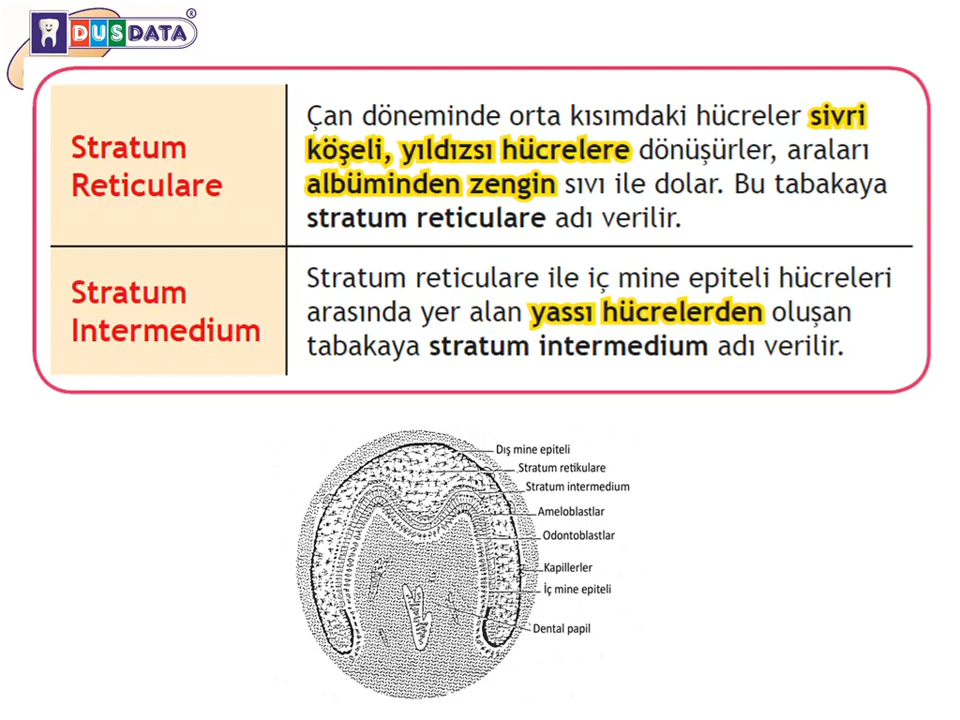 DUSDATA®
Stratum
Reticulare
Çan döneminde orta kısımdaki hücreler sivri
köşeli, yıldızsı hücrelere dönüşürler, araları
albüminden zengin sıvı ile dolar. Bu tabakaya
stratum reticulare adı verilir.
Stratum
Intermedium
Stratum reticulare ile iç mine epiteli hücreleri
arasında yer alan yassı hücrelerden oluşan
tabakaya stratum intermedium adı verilir.
Dış mine epiteli
Stratum retikulare
Stratum intermedium
Ameloblastlar
Odontoblastlar
Kapillerler
İç mine epiteli
Dental papil